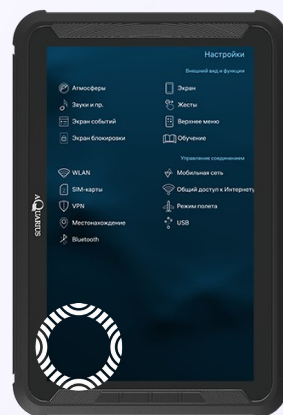 Настройки
Внешний вид и функции
Атмосферы
Экран
Звуки и пр.
Жесты
Экран событий
Верхнее меню
Экран блокировки
Обучение
Управление соединением
WLAN
Мобильная сеть
SIM-карты
Общий доступ к Интернету
VPN
Режим полета
Местонахождение
USB
Bluetooth
AQUARIUS